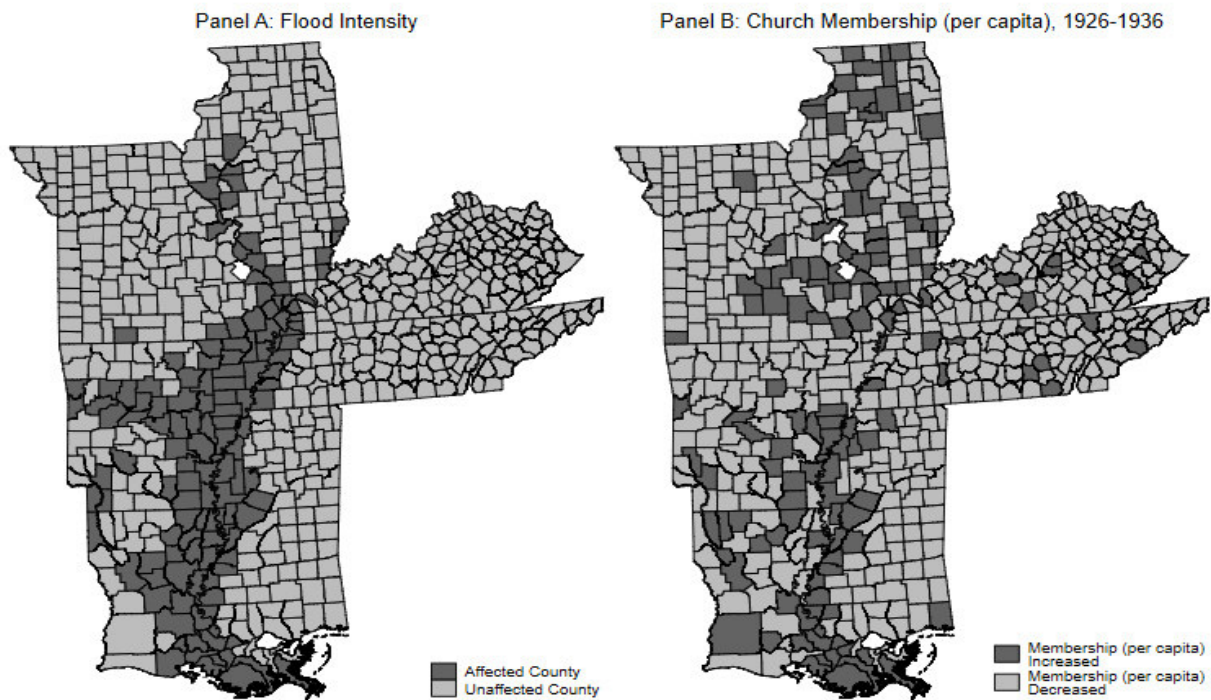 Panel A: Flood Intensity
Affected County
Unaffected County
Panel B: Church Membership (per capita), 1926-1936
Membership (per capita)
Increased
Membership (per capita)
Decreased